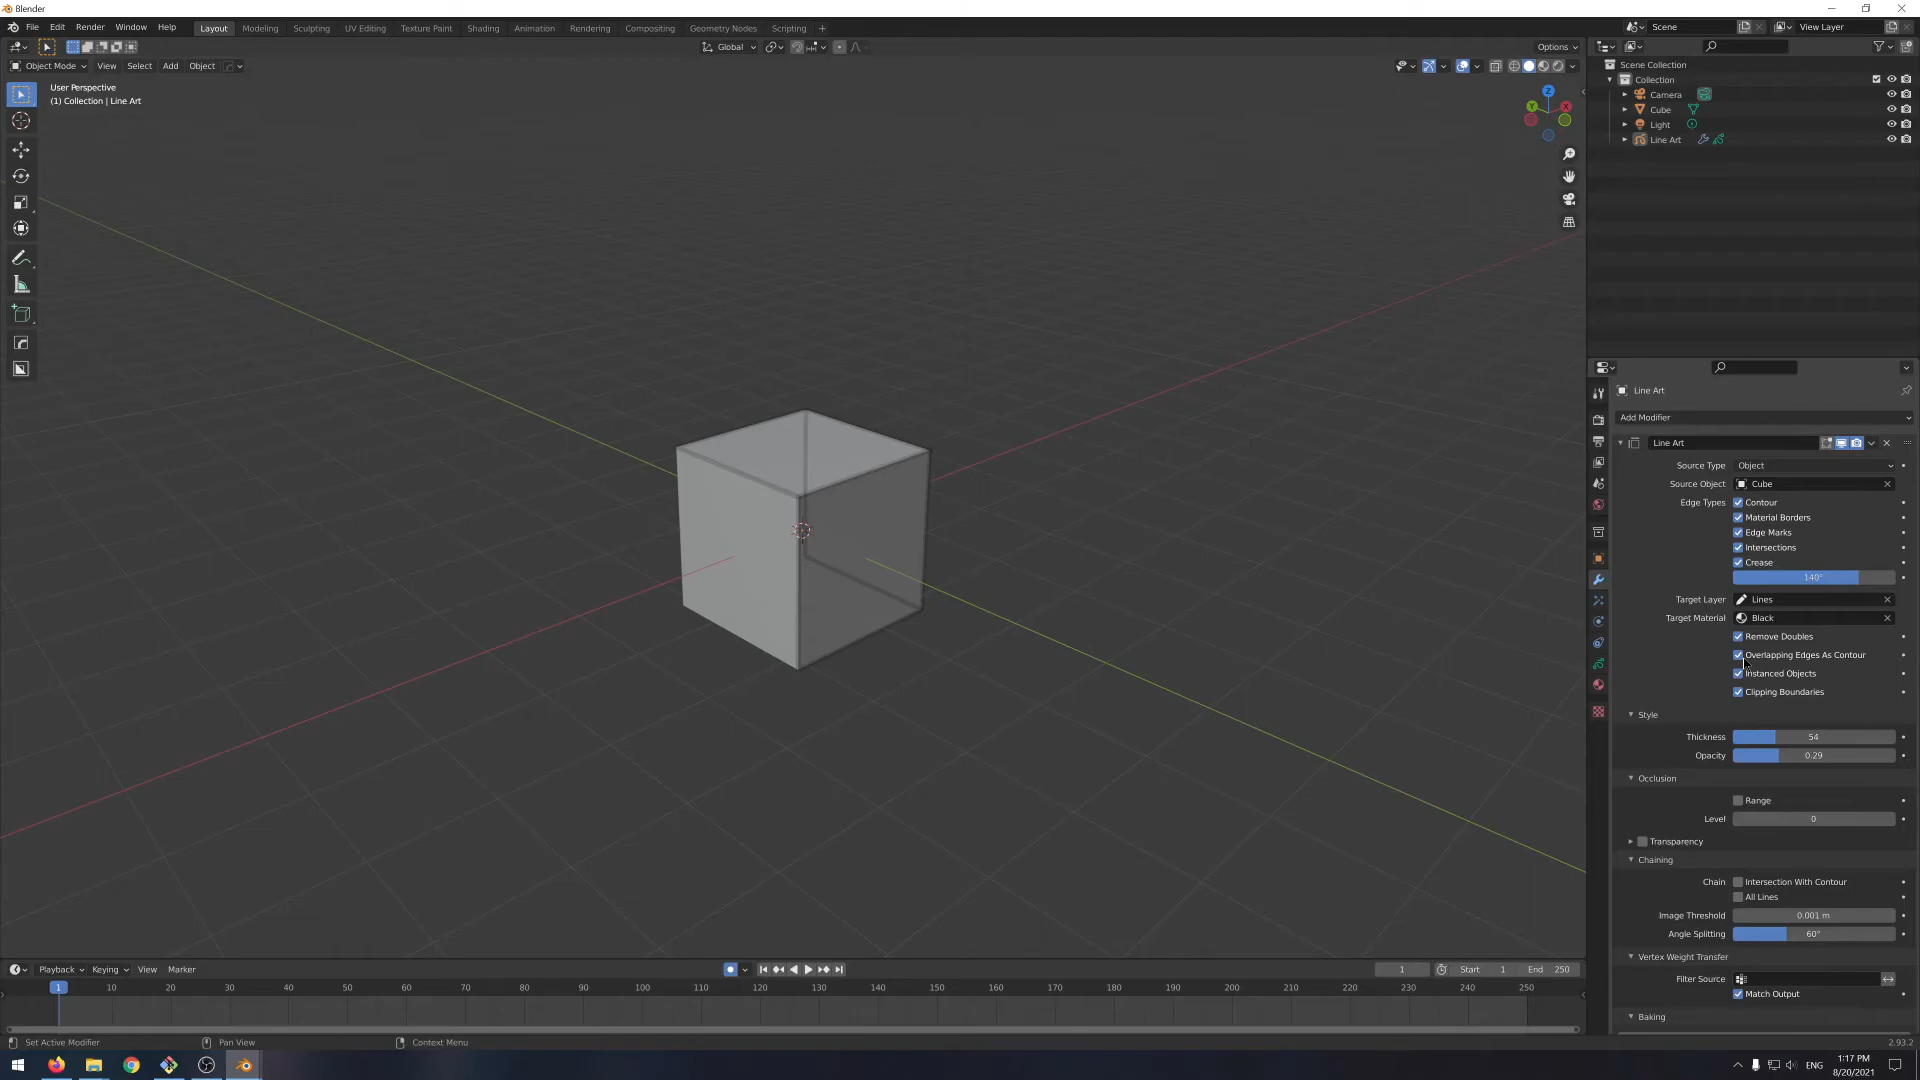 Blender
File Edit Render Window Help Layout Modeling Sculpting UV Editing Texture Paint Shading Animation Rendering Compositing Geometry Nodes Scripting + Scene View Layer
Global Options
Object Mode View Select Add Object
User Perspective
(1) Collection | Line Art
Z
Y X
Scene Collection
Collection
Camera
Cube
Light
Line Art
Line Art
Add Modifier
Line Art
Source Type Object
Source Object Cube
Edge Types Contour
Material Borders
Edge Marks
Intersections
Crease
140°
Target Layer Lines
Target Material Black
Remove Doubles
Overlapping Edges As Contour
Instanced Objects
Clipping Boundaries
Style
Thickness 54
Opacity 0.29
Occlusion
Range
Level 0
Transparency
Chaining
Chain Intersection With Contour
All Lines
Image Threshold 0.001 m
Angle Splitting 60°
Vertex Weight Transfer
Filter Source
Match Output
Baking
Playback Keying View Marker 1 Start 1 End 250
1 10 20 30 40 50 60 70 80 90 100 110 120 130 140 150 160 170 180 190 200 210 220 230 240 250
Set Active Modifier Pan View Context Menu 2.93.2
ENG 1:17 PM
8/20/2021